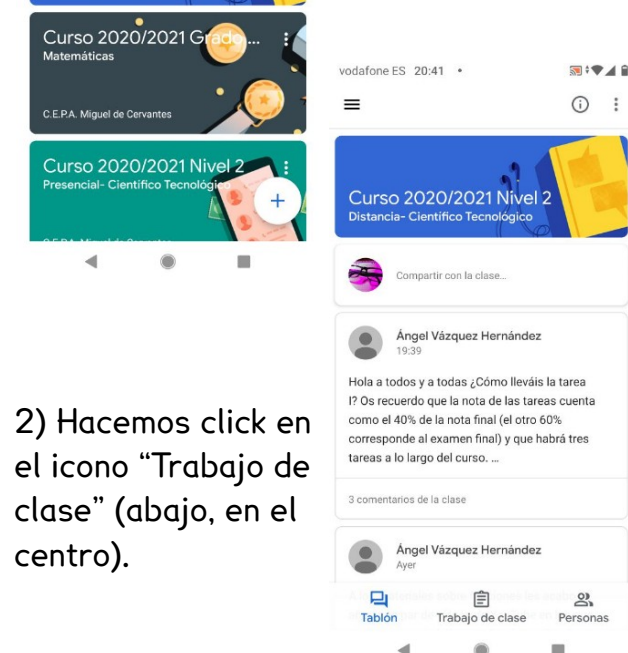 Curso 2020/2021 Grado ...
Matemáticas
C.E.P.A. Miguel de Cervantes
Curso 2020/2021 Nivel 2
Presencial- Científico Tecnológico
2) Hacemos click en
el icono “Trabajo de
clase” (abajo, en el
centro).
vodafone ES 20:41 •
Curso 2020/2021 Nivel 2
Distancia- Científico Tecnológico
Compartir con la clase...
Ángel Vázquez Hernández
19:39
Hola a todos y a todas ¿Cómo lleváis la tarea
I? Os recuerdo que la nota de las tareas cuenta
como el 40% de la nota final (el otro 60%
corresponde al examen final) y que habrá tres
tareas a lo largo del curso. ...
3 comentarios de la clase
Ángel Vázquez Hernández
Ayer
Tablón Trabajo de clase Personas